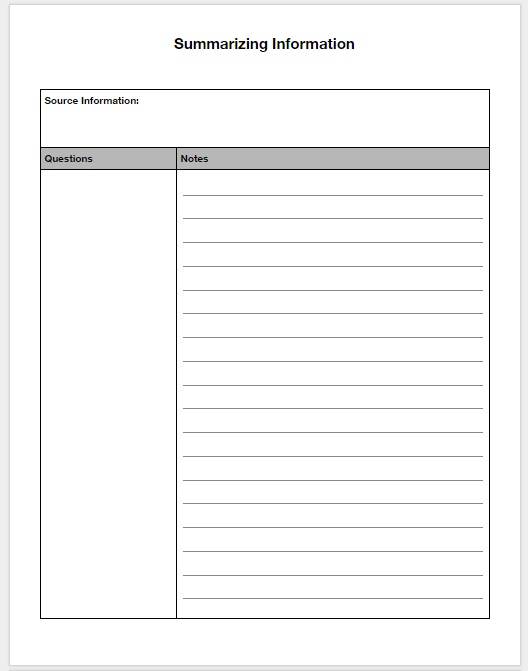 Summarizing Information
Source Information:
Questions
Notes